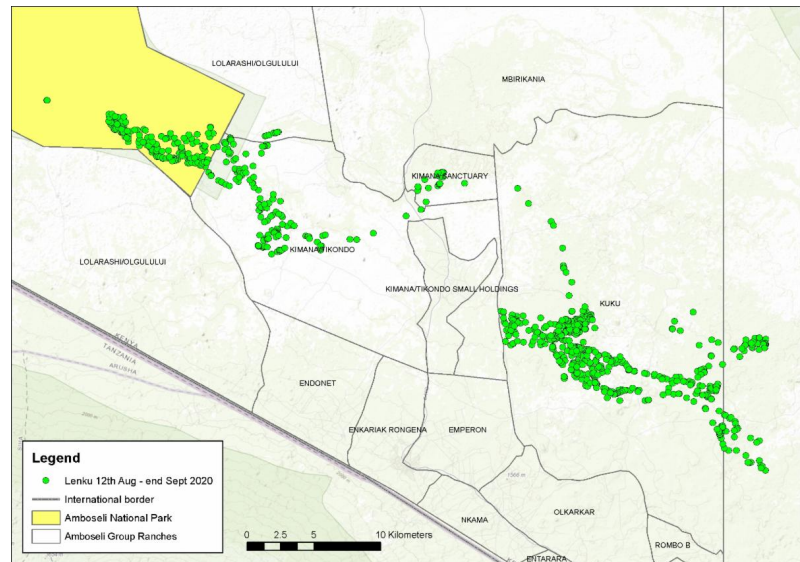 LOLARASHI/OLGULULUI
MBIRIKANIA
KIMANA SANCTUARY
KIMANA/TIKONDO
LOLARASHI/OLGULULUI
KIMANA/TIKONDO SMALL HOLDINGS
KUKU
KENYA
TANZANIA
ARUSHA
ENDONET
ENKARIAK RONGENA
EMPERON
Legend
Lenku 12th Aug - end Sept 2020
International border
Amboseli National Park
Amboseli Group Ranches
0 2.5 5 10 Kilometers
OLKARKAR
NKAMA
ROMBO B
ENTARARA